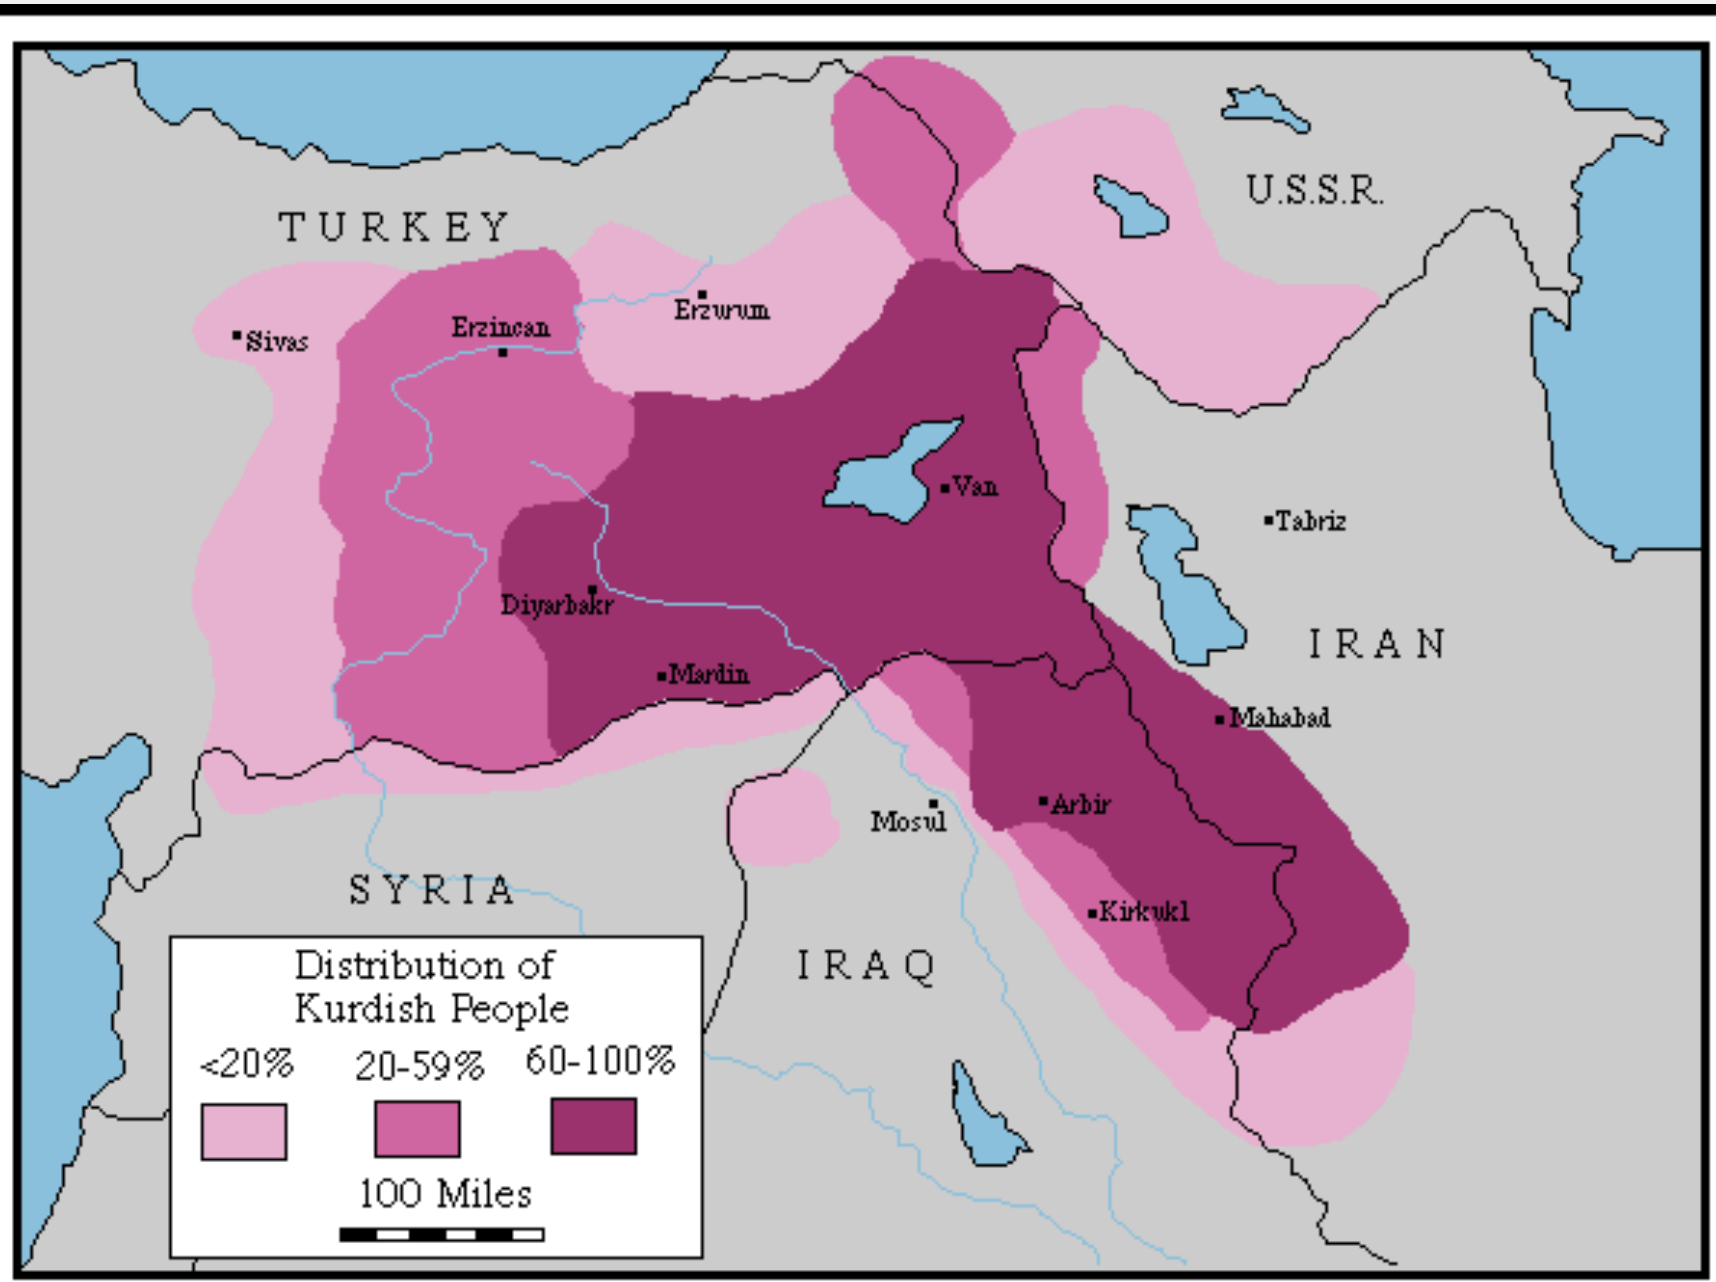 U.S.S.R.
TURKEY
Erzurum
Erzincan
Sivas
Van
Tabriz
Diyarbakr
IRAN
Mardin
Mahabad
Arbir
Mosul
SYRIA
Kirkukl
IRAQ
Distribution of
Kurdish People
<20% 20-59% 60-100%
100 Miles